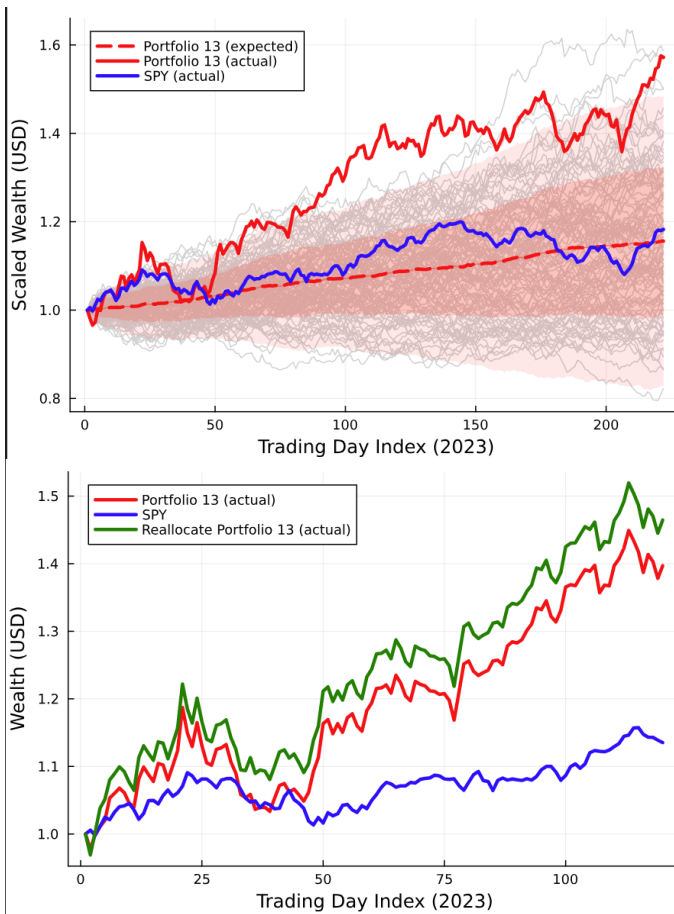 Portfolio 13 (expected)
Portfolio 13 (actual)
SPY (actual)
Scaled Wealth (USD)
1.6
1.4
1.2
1.0
0.8
0
50
100
150
200
Trading Day Index (2023)
Portfolio 13 (actual)
SPY
Reallocate Portfolio 13 (actual)
Wealth (USD)
1.5
1.4
1.3
1.2
1.1
1.0
0
25
50
75
100
Trading Day Index (2023)